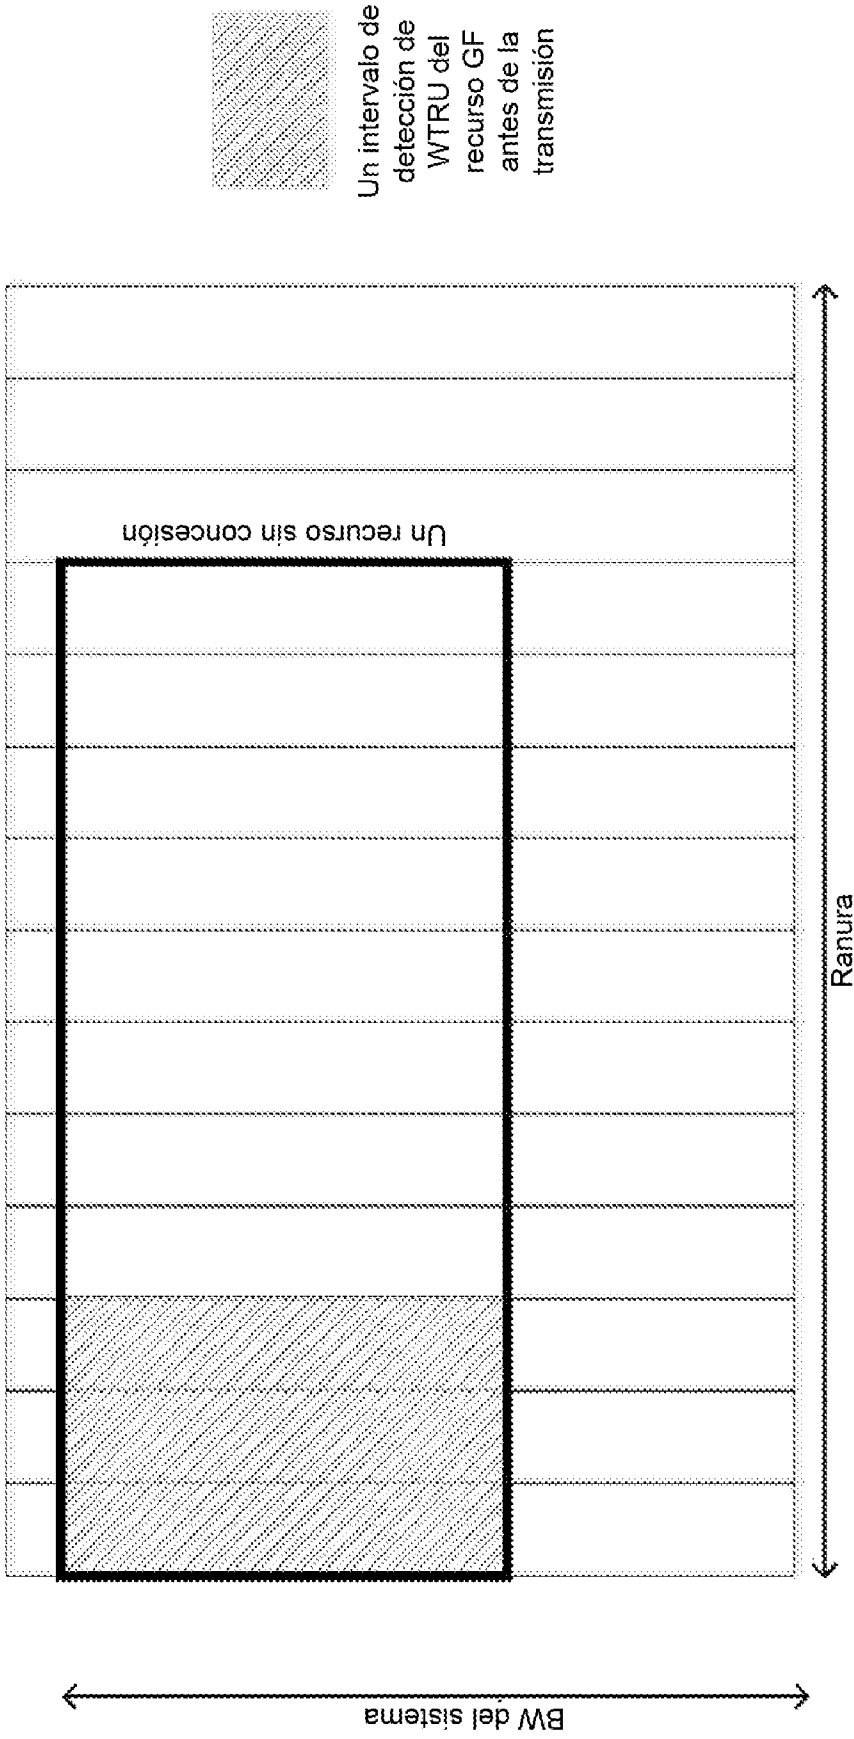 Un intervalo de
detección de
WTRU del
recurso GF
antes de la
transmisión
Un recurso sin concesión
Ranura
BW del sistema